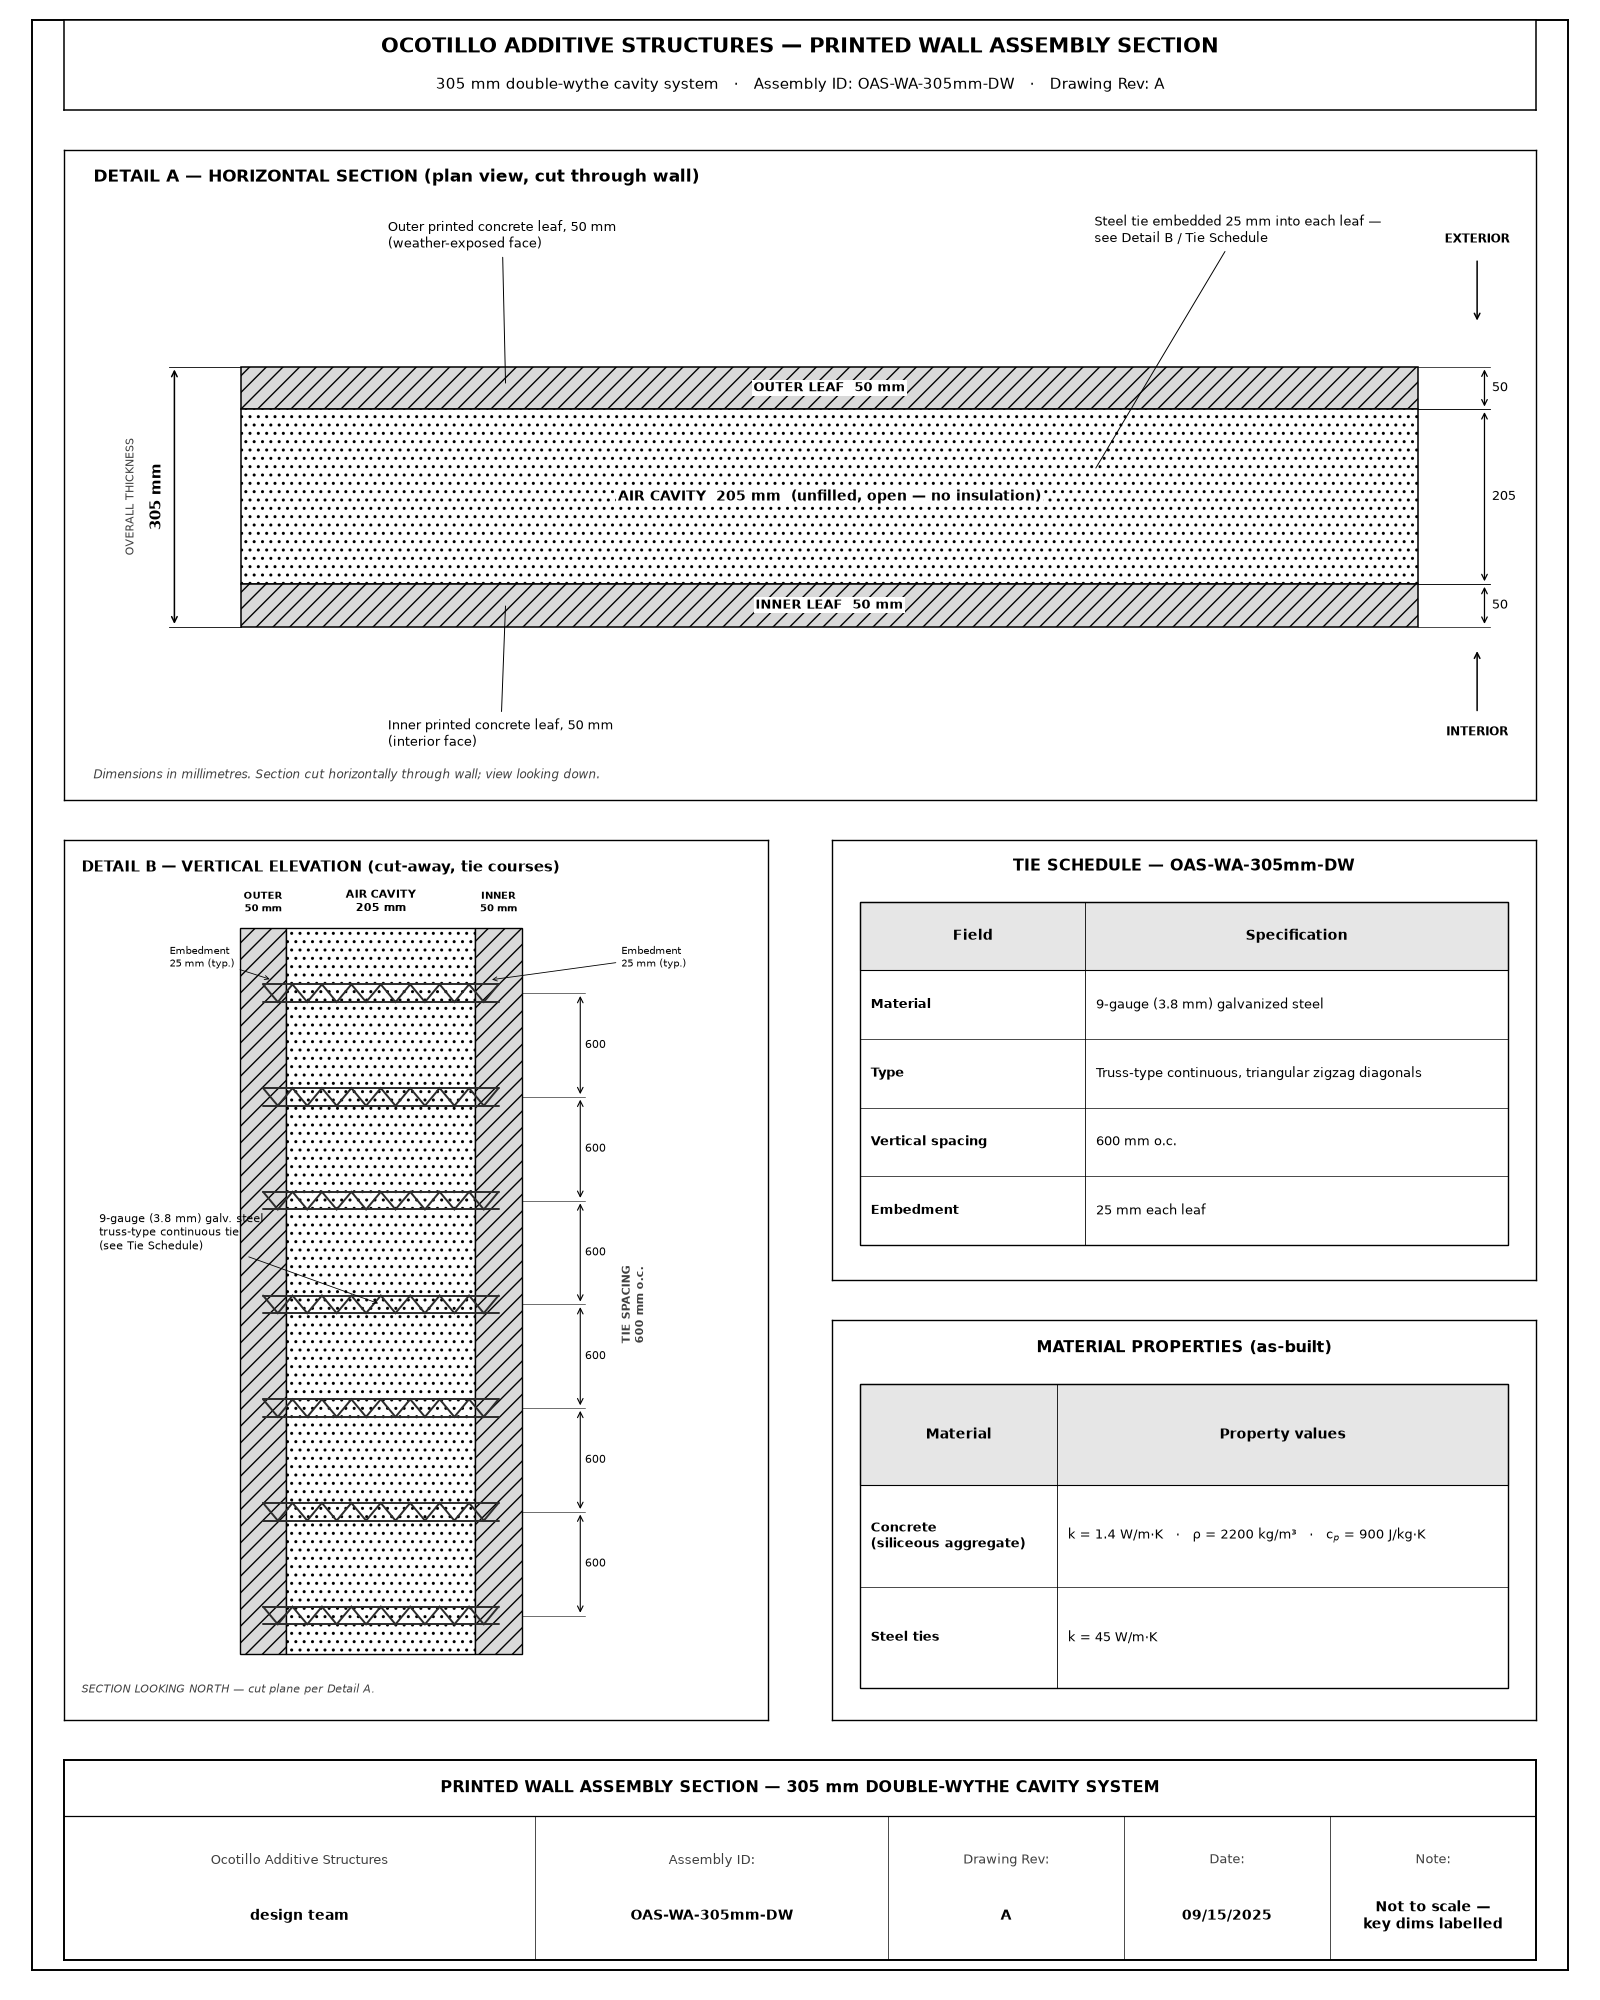 OCOTILLO ADDITIVE STRUCTURES — PRINTED WALL ASSEMBLY SECTION
305 mm double-wythe cavity system · Assembly ID: OAS-WA-305mm-DW · Drawing Rev: A
DETAIL A — HORIZONTAL SECTION (plan view, cut through wall)
Outer printed concrete leaf, 50 mm
(weather-exposed face)
Steel tie embedded 25 mm into each leaf —
see Detail B / Tie Schedule
EXTERIOR
OUTER LEAF 50 mm
50
OVERALL THICKNESS
305 mm
AIR CAVITY 205 mm (unfilled, open — no insulation)
205
INNER LEAF 50 mm
50
Inner printed concrete leaf, 50 mm
(interior face)
INTERIOR
Dimensions in millimetres. Section cut horizontally through wall; view looking down.
DETAIL B — VERTICAL ELEVATION (cut-away, tie courses)
OUTER
50 mm
AIR CAVITY
205 mm
INNER
50 mm
Embedment
25 mm (typ.)
Embedment
25 mm (typ.)
600
600
9-gauge (3.8 mm) galv. steel
truss-type continuous tie
(see Tie Schedule)
600
TIE SPACING
600 mm o.c.
600
600
600
SECTION LOOKING NORTH — cut plane per Detail A.
TIE SCHEDULE — OAS-WA-305mm-DW
Field Specification
Material 9-gauge (3.8 mm) galvanized steel
Type Truss-type continuous, triangular zigzag diagonals
Vertical spacing 600 mm o.c.
Embedment 25 mm each leaf
MATERIAL PROPERTIES (as-built)
Material Property values
Concrete
(siliceous aggregate) k = 1.4 W/m·K · ρ = 2200 kg/m³ · cₚ = 900 J/kg·K
Steel ties k = 45 W/m·K
PRINTED WALL ASSEMBLY SECTION — 305 mm DOUBLE-WYTHE CAVITY SYSTEM
Ocotillo Additive Structures
design team
Assembly ID:
OAS-WA-305mm-DW
Drawing Rev:
A
Date:
09/15/2025
Note:
Not to scale —
key dims labelled